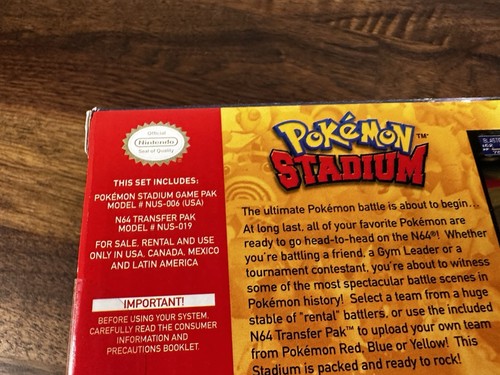 Official
Nintendo
Seal of Quality
THIS SET INCLUDES:
POKÉMON STADIUM GAME PAK
MODEL # NUS-006 (USA)
N64 TRANSFER PAK
MODEL # NUS-019
FOR SALE, RENTAL AND USE
ONLY IN USA, CANADA, MEXICO
AND LATIN AMERICA
IMPORTANT!
BEFORE USING YOUR SYSTEM,
CAREFULLY READ THE CONSUMER
INFORMATION AND
PRECAUTIONS BOOKLET.
POKéMON™
STADIUM
The ultimate Pokémon battle is about to begin...
At long last, all of your favorite Pokémon are
ready to go head-to-head on the N64®! Whether
you're battling a friend, a Gym Leader or a
tournament contestant, you're about to witness
some of the most spectacular battle scenes in
Pokémon history! Select a team from a huge
stable of "rental" battlers, or use the included
N64 Transfer Pak™ to upload your own team
from Pokémon Red, Blue or Yellow! This
Stadium is packed and ready to rock!